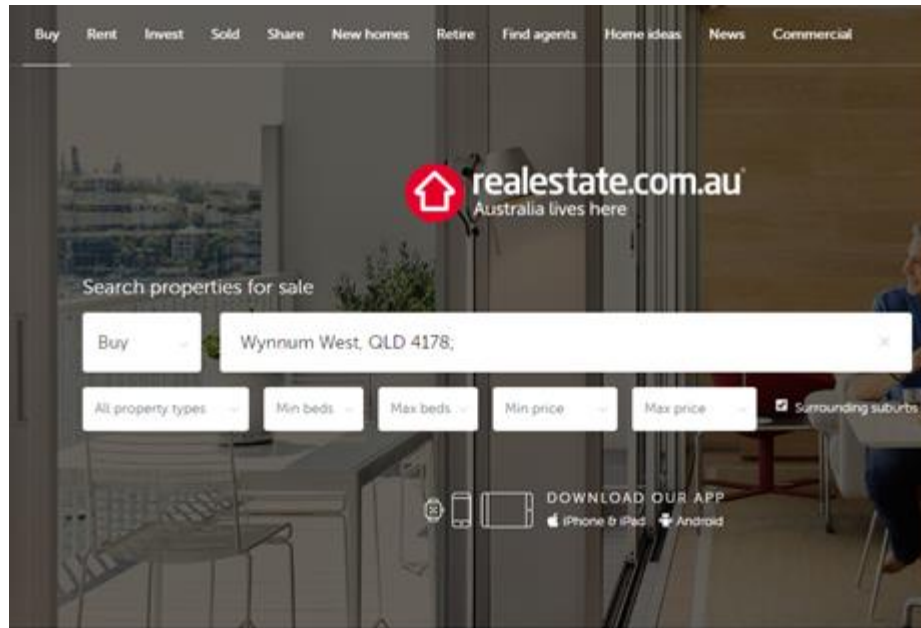 Buy Rent Invest Sold Share New homes Retire Find agents Home ideas News Commercial
realestate.com.au
Australia lives here
Search properties for sale
Buy Wynnum West, QLD 4178;
All property types Min beds Max beds Min price Max price Surrounding suburbs
DOWNLOAD OUR APP
iPhone & iPad Android